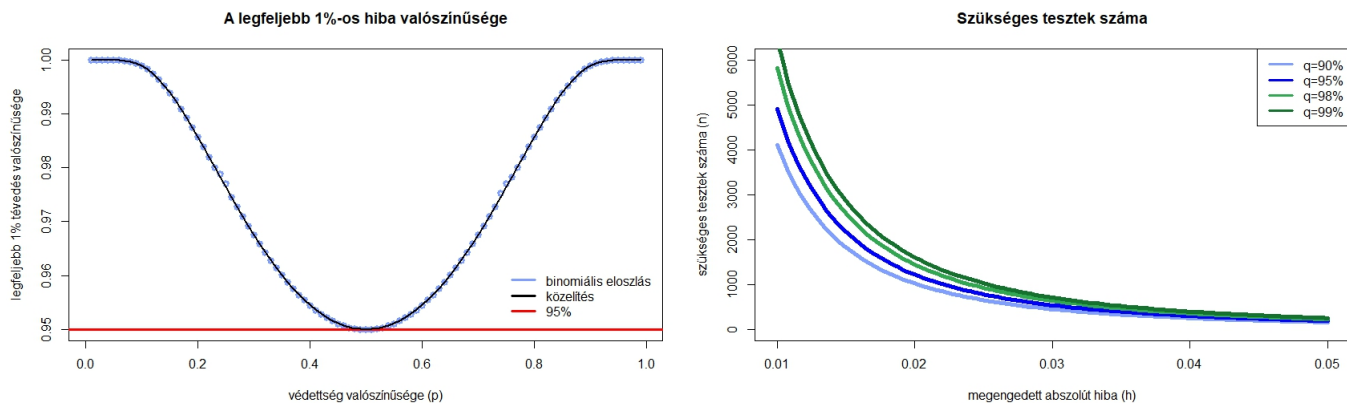 A legfeljebb 1%-os hiba valószínűsége
legfeljebb 1% tévedés valószínűsége
1.00
0.99
0.98
0.97
0.96
0.95
binomiális eloszlás
közelítés
95%
0.0 0.2 0.4 0.6 0.8 1.0
védettség valószínűsége (p)
Szükséges tesztek száma
szükséges tesztek száma (n)
6000
5000
4000
3000
2000
1000
0
q=90%
q=95%
q=98%
q=99%
0.01 0.02 0.03 0.04 0.05
megengedett abszolút hiba (h)